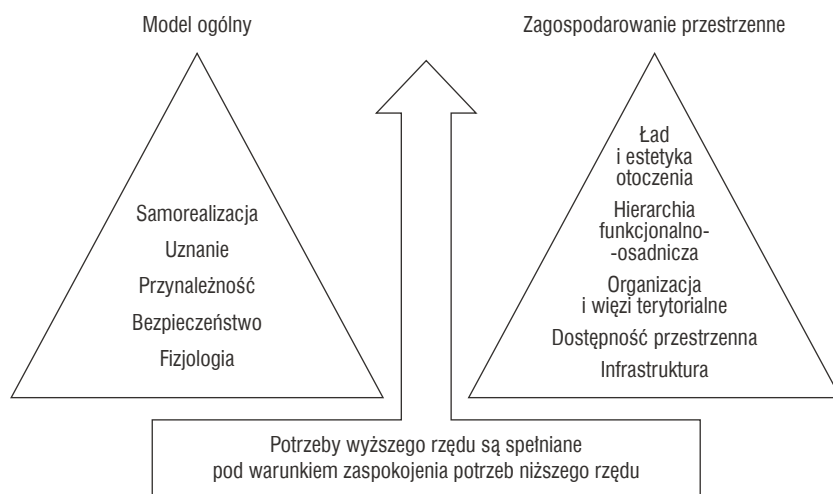 Model ogólny
Samorealizacja
Uznanie
Przynależność
Bezpieczeństwo
Fizjologia
Zagospodarowanie przestrzenne
Ład
i estetyka
otoczenia
Hierarchia
funkcjonalno-
-osadnicza
Organizacja
i więzi terytorialne
Dostępność przestrzenna
Infrastruktura
Potrzeby wyższego rzędu są spełniane
pod warunkiem zaspokojenia potrzeb niższego rzędu